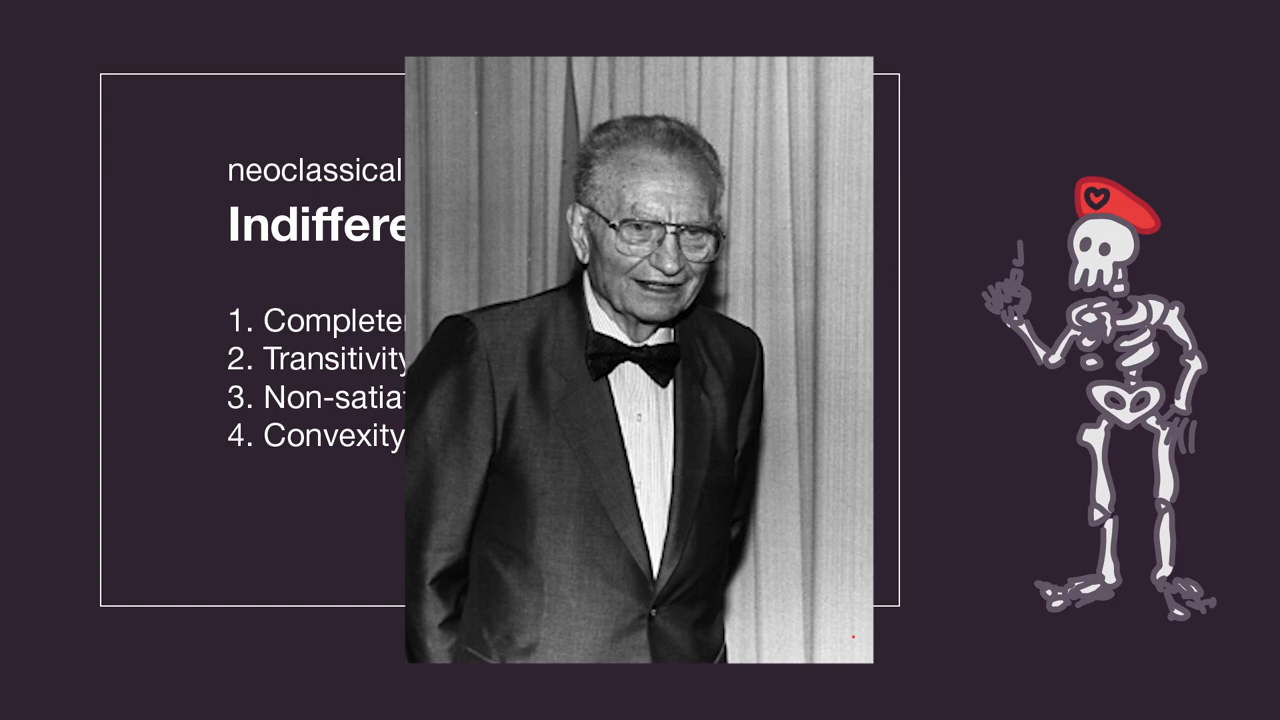 neoclassical
Indiffere
1. Complete
2. Transitivity
3. Non-satia
4. Convexity